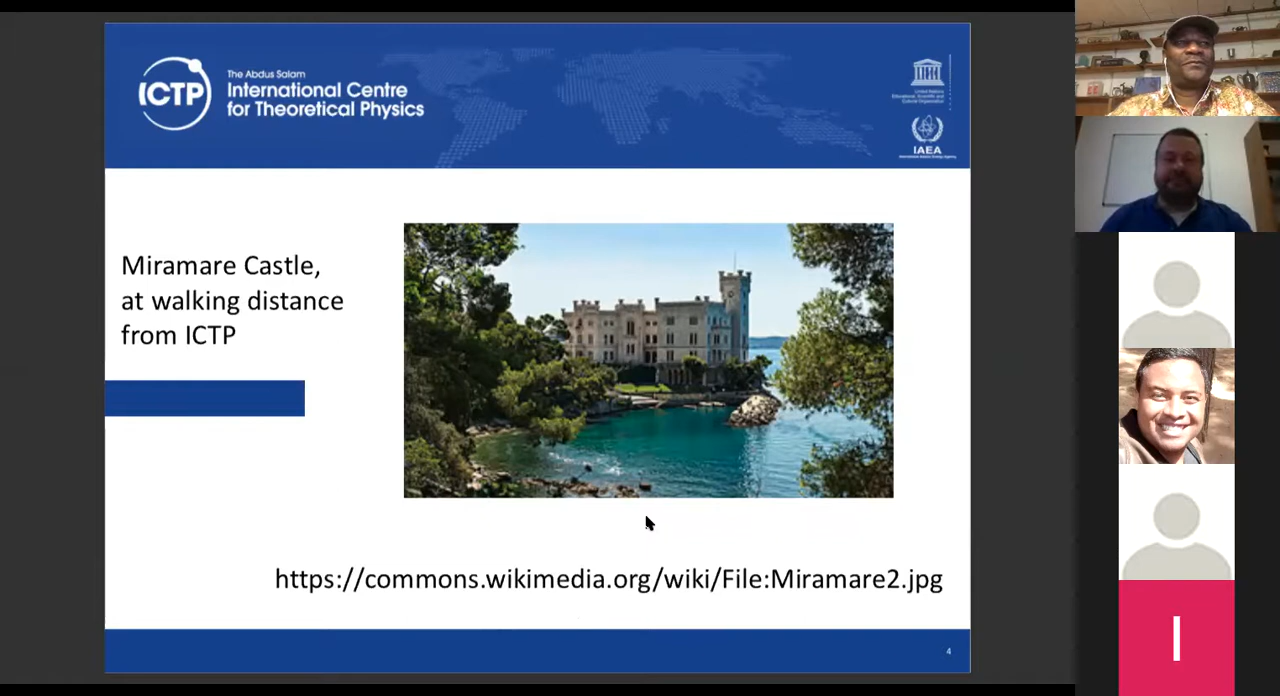 ICTP
The Abdus Salam
International Centre
for Theoretical Physics
United Nations
Educational, Scientific and
Cultural Organization
IAEA
International Atomic Energy Agency
Miramare Castle,
at walking distance
from ICTP
https://commons.wikimedia.org/wiki/File:Miramare2.jpg
4
I